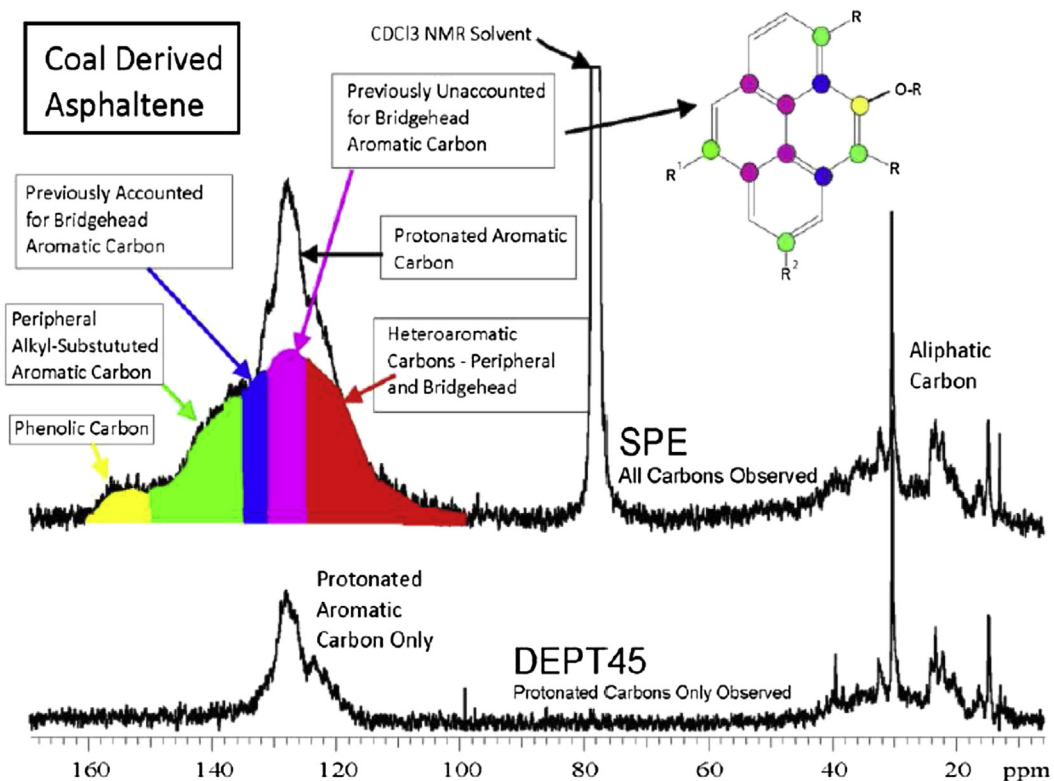 Coal Derived
Asphaltene
CDCl3 NMR Solvent
Previously Unaccounted
for Bridgehead
Aromatic Carbon
Previously Accounted
for Bridgehead
Aromatic Carbon
Protonated Aromatic
Carbon
Peripheral
Alkyl-Substututed
Aromatic Carbon
Heteroaromatic
Carbons - Peripheral
and Bridgehead
Phenolic Carbon
R
O-R
R
R1
R2
Aliphatic
Carbon
SPE
All Carbons Observed
Protonated
Aromatic
Carbon Only
DEPT45
Protonated Carbons Only Observed
160 140 120 100 80 60 40 20 ppm